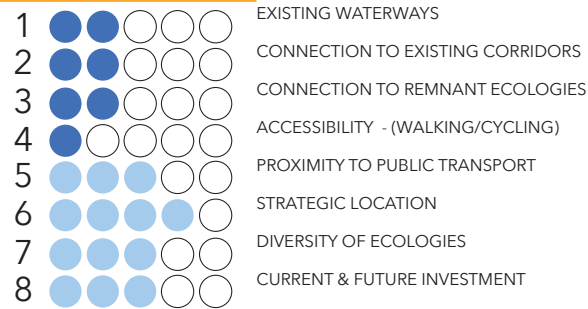 1 EXISTING WATERWAYS
2 CONNECTION TO EXISTING CORRIDORS
3 CONNECTION TO REMNANT ECOLOGIES
4 ACCESSIBILITY - (WALKING/CYCLING)
5 PROXIMITY TO PUBLIC TRANSPORT
6 STRATEGIC LOCATION
7 DIVERSITY OF ECOLOGIES
8 CURRENT & FUTURE INVESTMENT